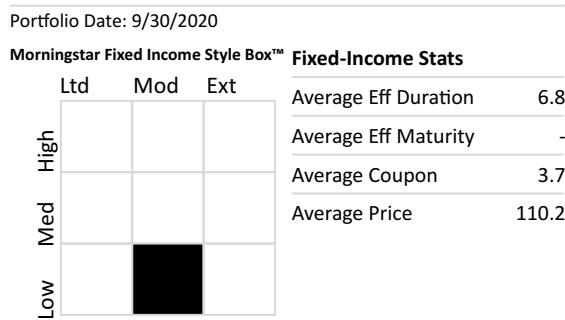 Portfolio Date: 9/30/2020
Morningstar Fixed Income Style Box™ Fixed-Income Stats
Ltd Mod Ext
High
Med
Low
Average Eff Duration 6.8
Average Eff Maturity -
Average Coupon 3.7
Average Price 110.2